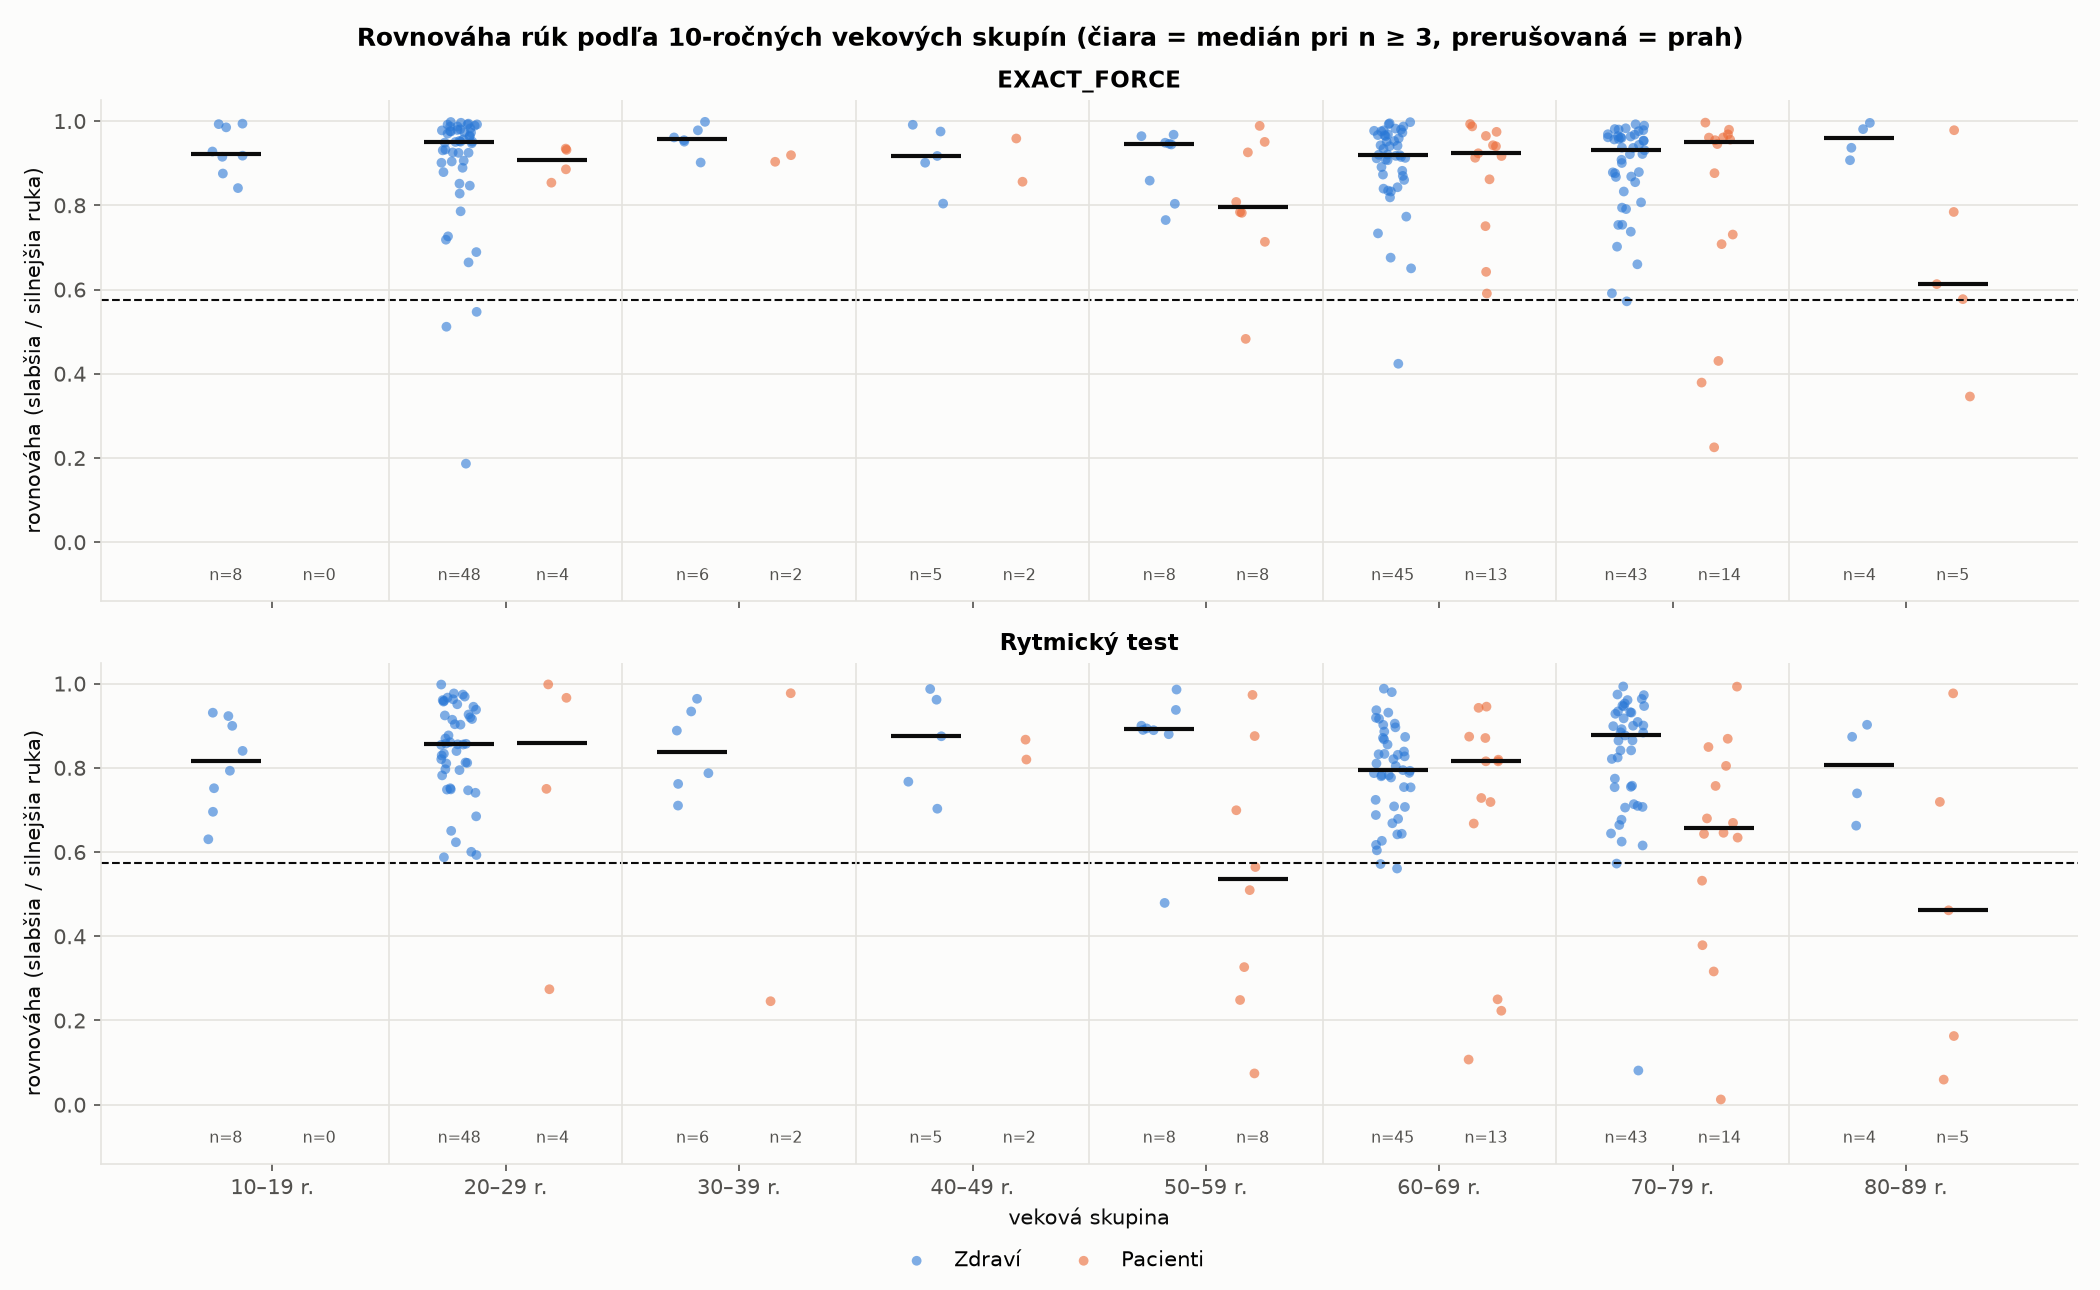 Rovnováha rúk podľa 10-ročných vekových skupín (čiara = medián pri n ≥ 3, prerušovaná = prah)
EXACT_FORCE
rovnováha (slabšia / silnejšia ruka)
1.0
0.8
0.6
0.4
0.2
0.0
n=8 n=0 n=48 n=4 n=6 n=2 n=5 n=2 n=8 n=8 n=45 n=13 n=43 n=14 n=4 n=5
Rytmický test
rovnováha (slabšia / silnejšia ruka)
1.0
0.8
0.6
0.4
0.2
0.0
n=8 n=0 n=48 n=4 n=6 n=2 n=5 n=2 n=8 n=8 n=45 n=13 n=43 n=14 n=4 n=5
10–19 r. 20–29 r. 30–39 r. 40–49 r. 50–59 r. 60–69 r. 70–79 r. 80–89 r.
veková skupina
Zdraví Pacienti